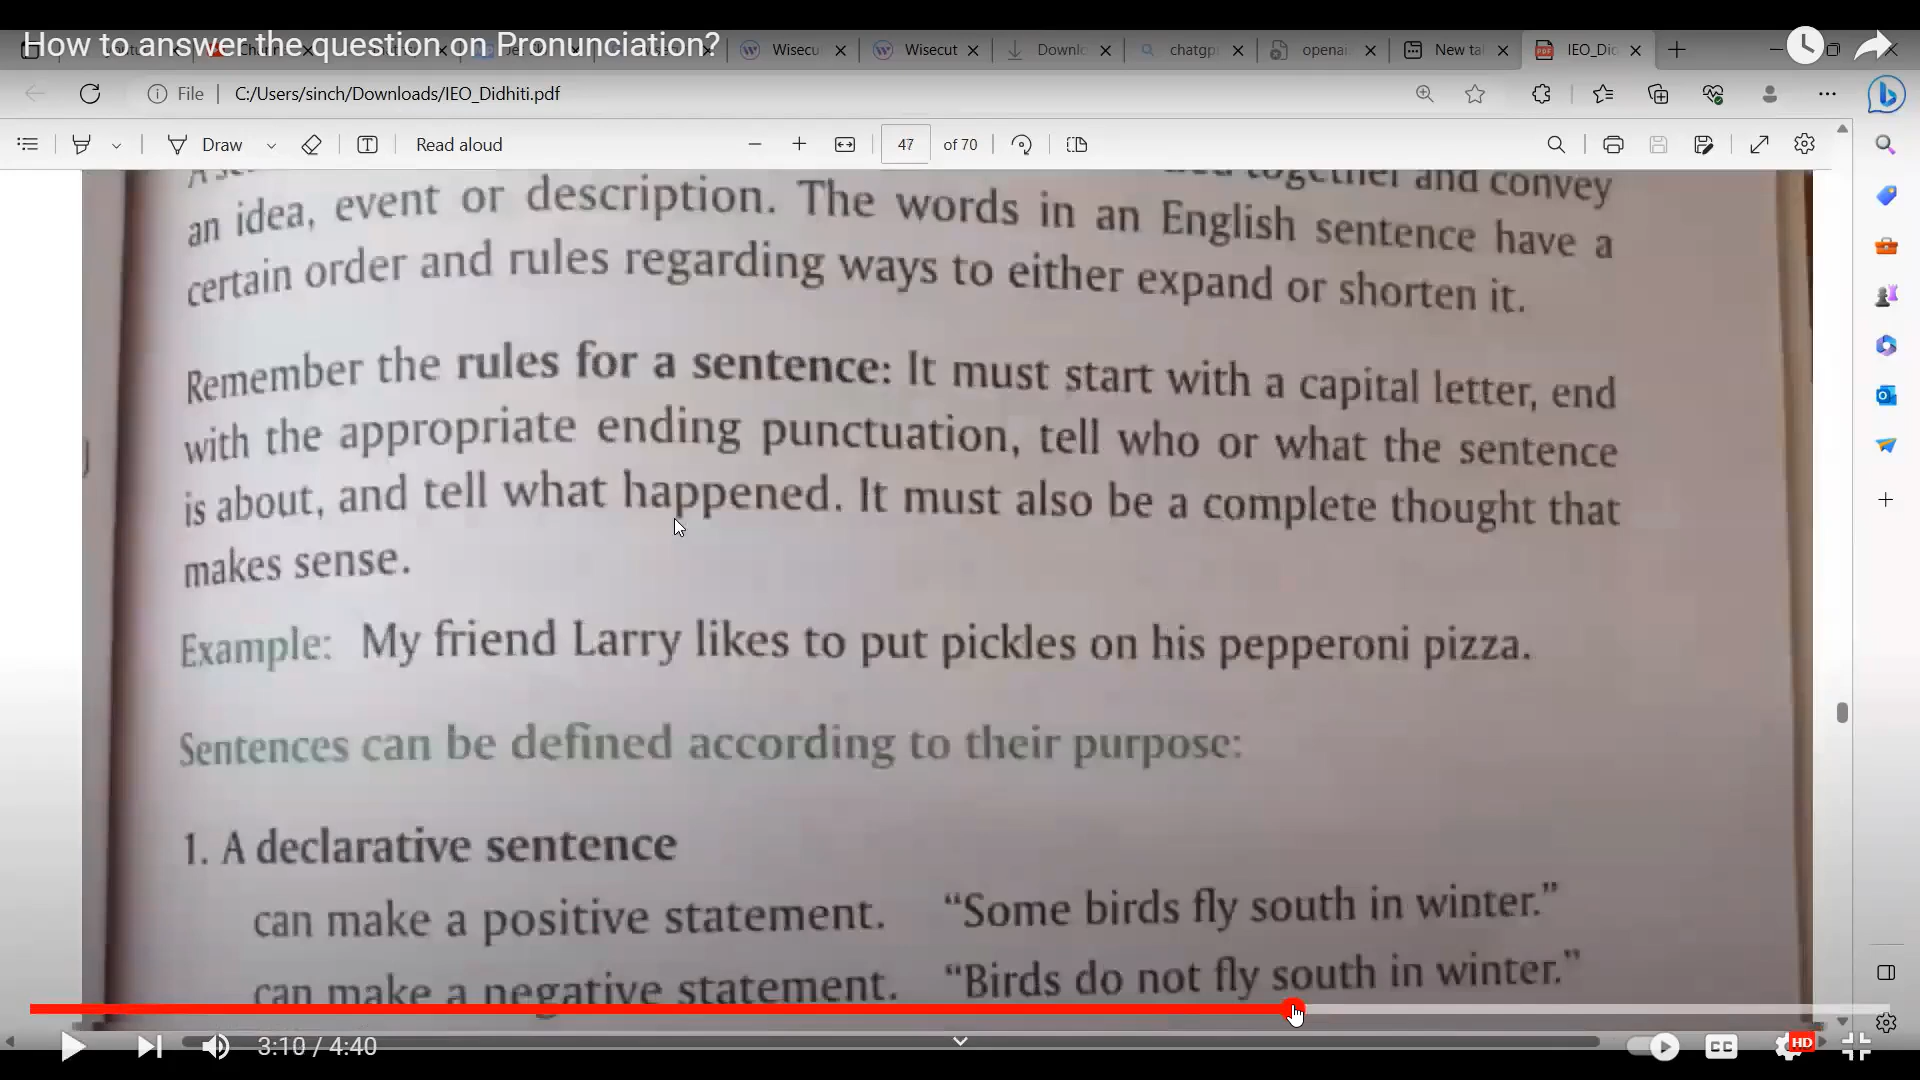 How to answer the question on Pronunciation?
Wisecu
Wisecut
Downlo
chatgp
openai
New ta
IEO_Did
File
C:/Users/sinch/Downloads/IEO_Didhiti.pdf
Draw
Read aloud
47 of 70
together and convey
an idea, event or description. The words in an English sentence have a
certain order and rules regarding ways to either expand or shorten it.
Remember the rules for a sentence: It must start with a capital letter, end
with the appropriate ending punctuation, tell who or what the sentence
is about, and tell what happened. It must also be a complete thought that
makes sense.
Example: My friend Larry likes to put pickles on his pepperoni pizza.
Sentences can be defined according to their purpose:
1. A declarative sentence
can make a positive statement. “Some birds fly south in winter.”
can make a negative statement. “Birds do not fly south in winter.”
3:10 / 4:40
CC
HD